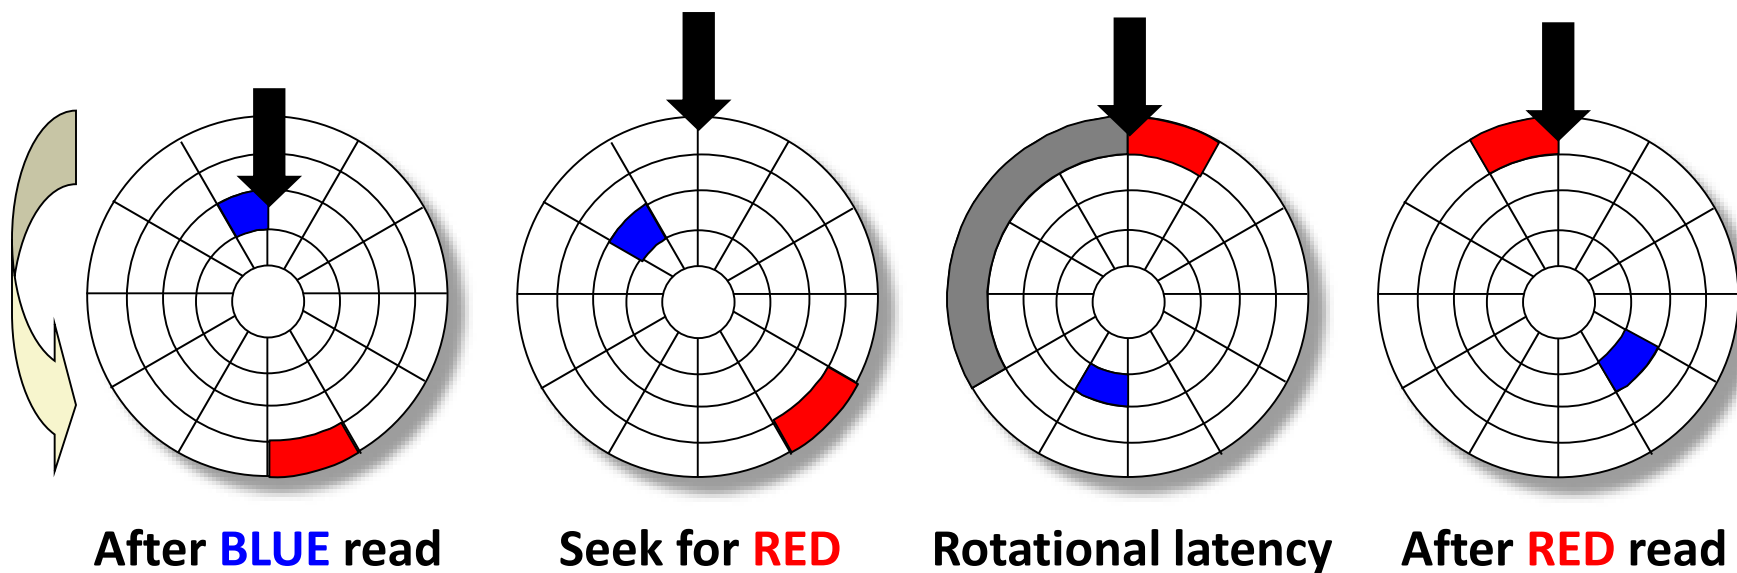 After BLUE read
Seek for RED
Rotational latency
After RED read